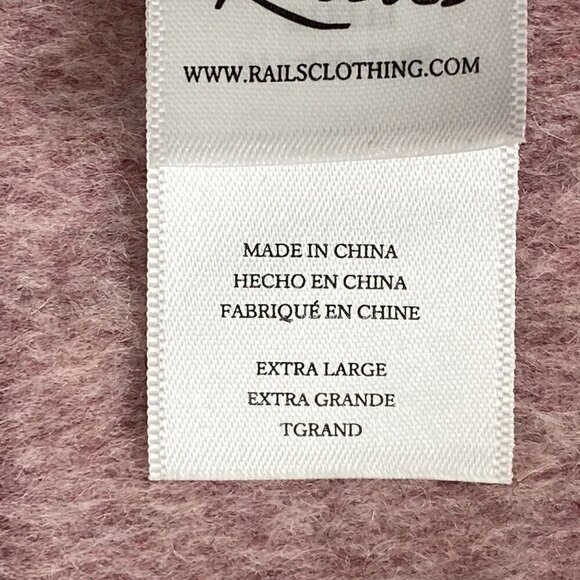 WWW.RAILSCLOTHING.COM
MADE IN CHINA
HECHO EN CHINA
FABRIQUÉ EN CHINE
EXTRA LARGE
EXTRA GRANDE
TGRAND